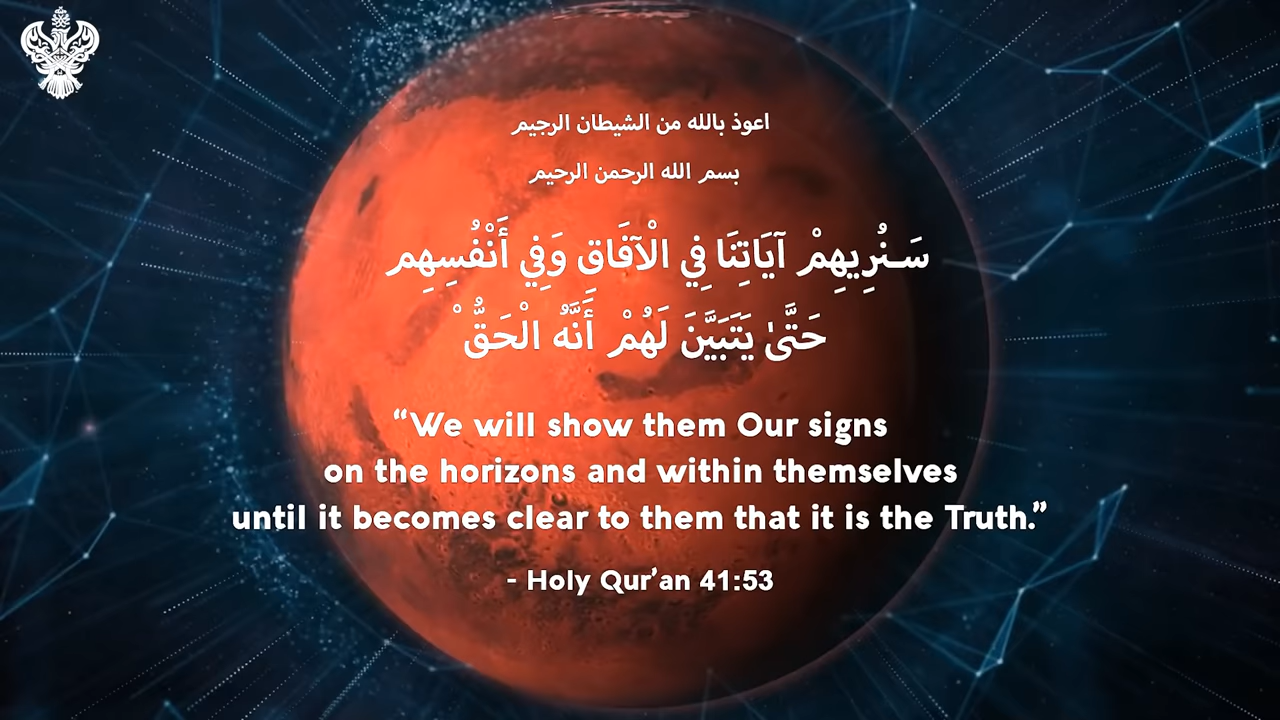 اعوذ بالله من الشيطان الرجيم
بسم الله الرحمن الرحيم
سَـنُرِيهِمْ آيَاتِنَا فِي الْآفَاقِ وَفِي أَنْفُسِهِم
حَتَّىٰ يَتَبَيَّنَ لَهُمْ أَنَّهُ الْحَقُّ ْ
“We will show them Our signs
on the horizons and within themselves
until it becomes clear to them that it is the Truth.”
- Holy Qur’an 41:53